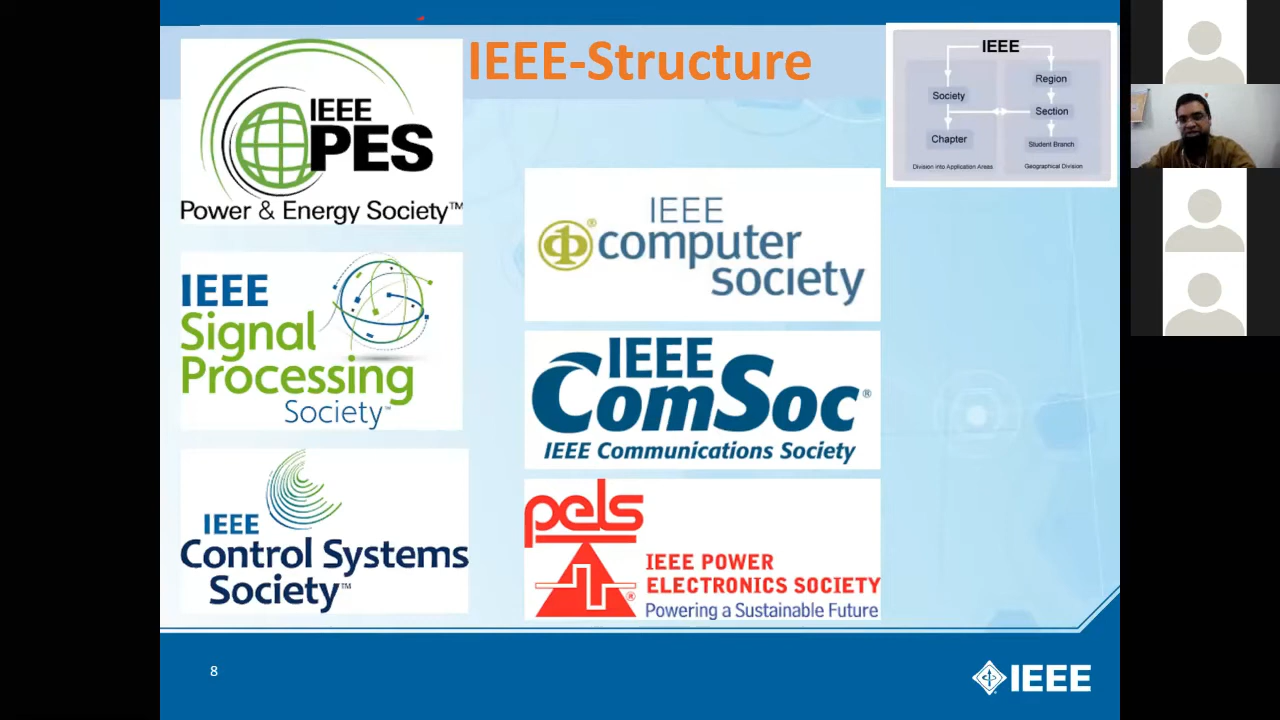 IEEE-Structure
IEEE
PES
Power & Energy Society™
IEEE
Signal
Processing
Society™
IEEE
Control Systems
Society™
IEEE
computer
society
®
IEEE
ComSoc®
IEEE Communications Society
pels
®
IEEE POWER
ELECTRONICS SOCIETY
Powering a Sustainable Future
IEEE
Region
Society
Section
Chapter
Student Branch
Division into Application Areas
Geographical Division
8
IEEE